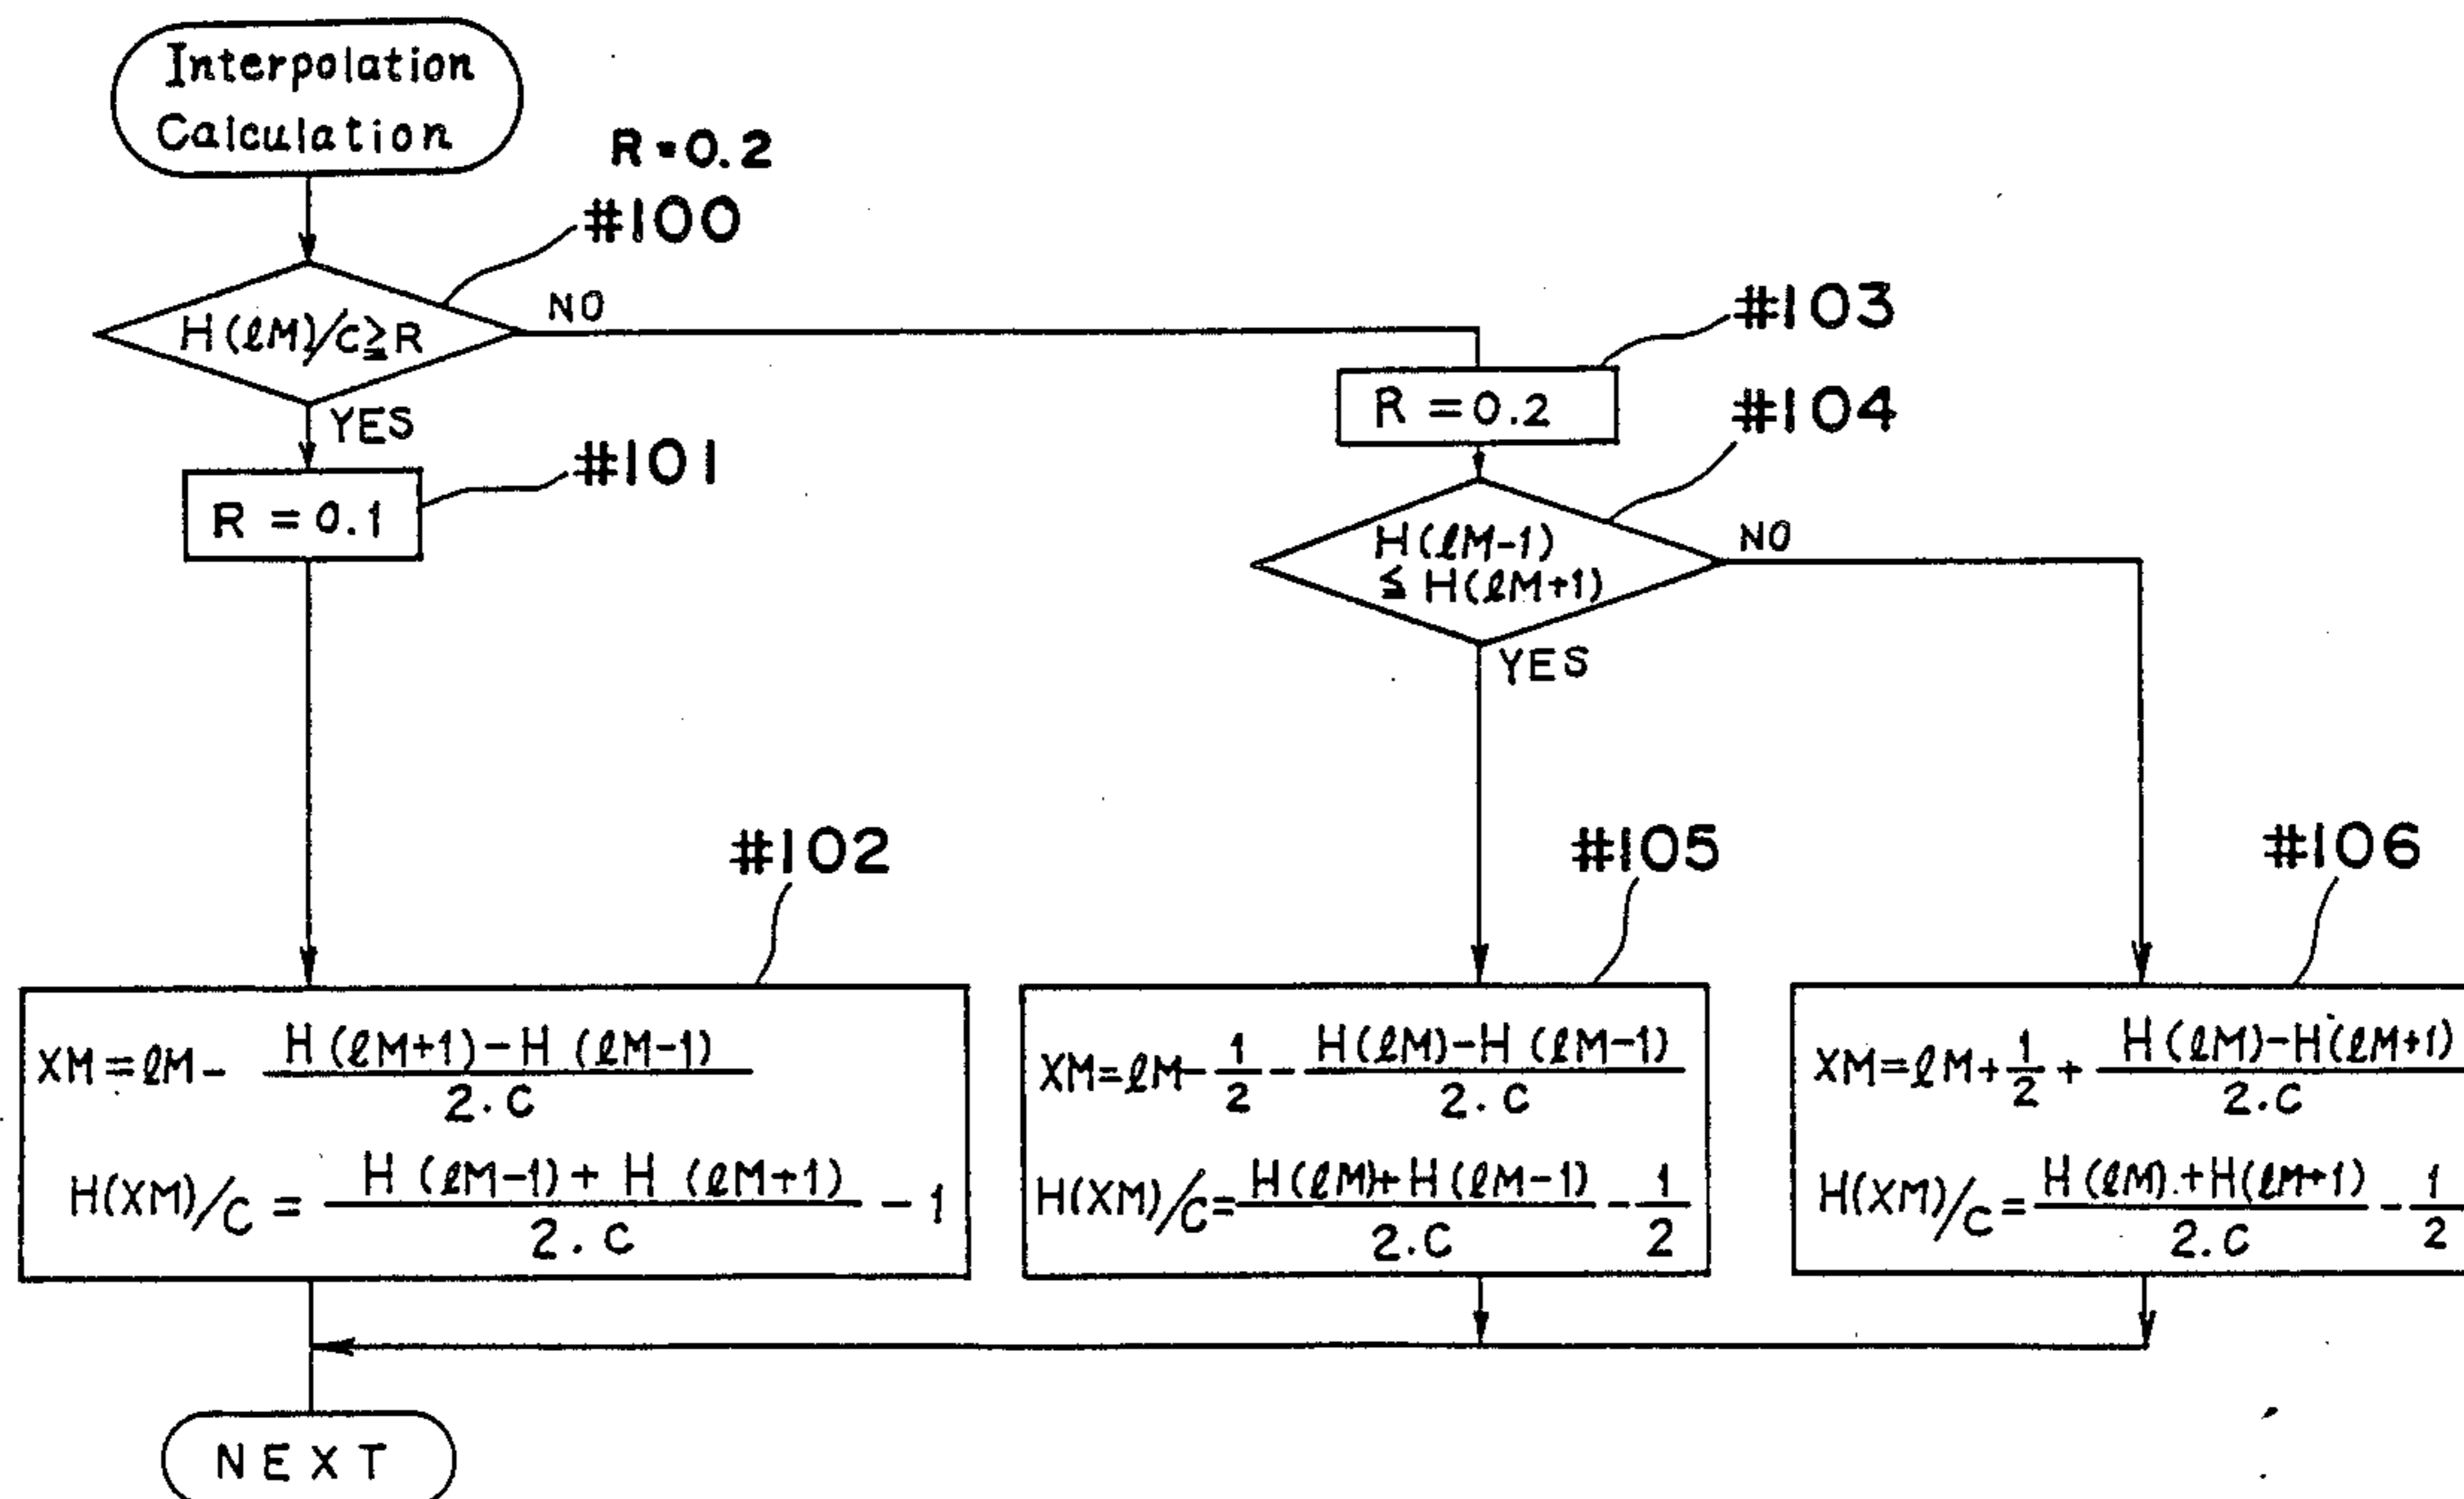 Interpolation
Calculation
R=0.2
#100
H(ℓM)/C≧R
NO
YES
#101
R = 0.1
#103
R = 0.2
#104
H(ℓM-1)
≦ H(ℓM+1)
NO
YES
#102
XM = ℓM - H(ℓM+1) - H(ℓM-1) / 2.C
H(XM)/C = H(ℓM-1) + H(ℓM+1) / 2.C - 1
#105
XM = ℓM - 1/2 - H(ℓM) - H(ℓM-1) / 2.C
H(XM)/C = H(ℓM) + H(ℓM-1) / 2.C - 1/2
#106
XM = ℓM + 1/2 + H(ℓM) - H(ℓM+1) / 2.C
H(XM)/C = H(ℓM) + H(ℓM+1) / 2.C - 1/2
NEXT